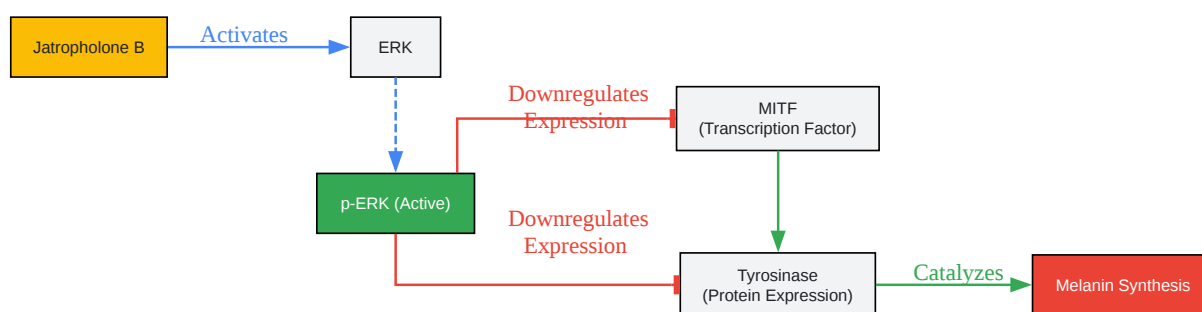 Jatropholone B
Activates
ERK
Downregulates
Expression
MITF
(Transcription Factor)
p-ERK (Active)
Downregulates
Expression
Tyrosinase
(Protein Expression)
Catalyzes
Melanin Synthesis